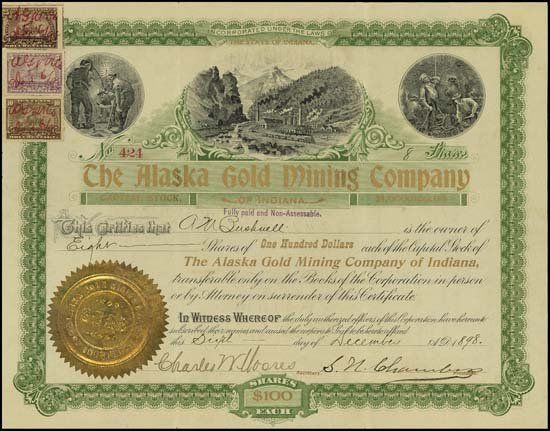 INCORPORATED UNDER THE LAWS OF
THE STATE OF INDIANA.
No. 424
8 Shares
The Alaska Gold Mining Company
CAPITAL STOCK,
OF INDIANA.
Fully paid and Non-Assessable.
This Certifies that A. W. Bushnell is the owner of
Eight Shares of One Hundred Dollars each of the Capital Stock of
The Alaska Gold Mining Company of Indiana,
transferable only on the Books of the Corporation in person
or by Attorney on surrender of this Certificate.
In Witness Whereof the duly authorized officers of this Corporation have hereunto
subscribed their names and caused the corporate Seal to be hereto affixed
this Sixth day of December A.D. 1898.
Charles W. Moores
SECRETARY
S. N. Chambers
SHARES
$100
EACH